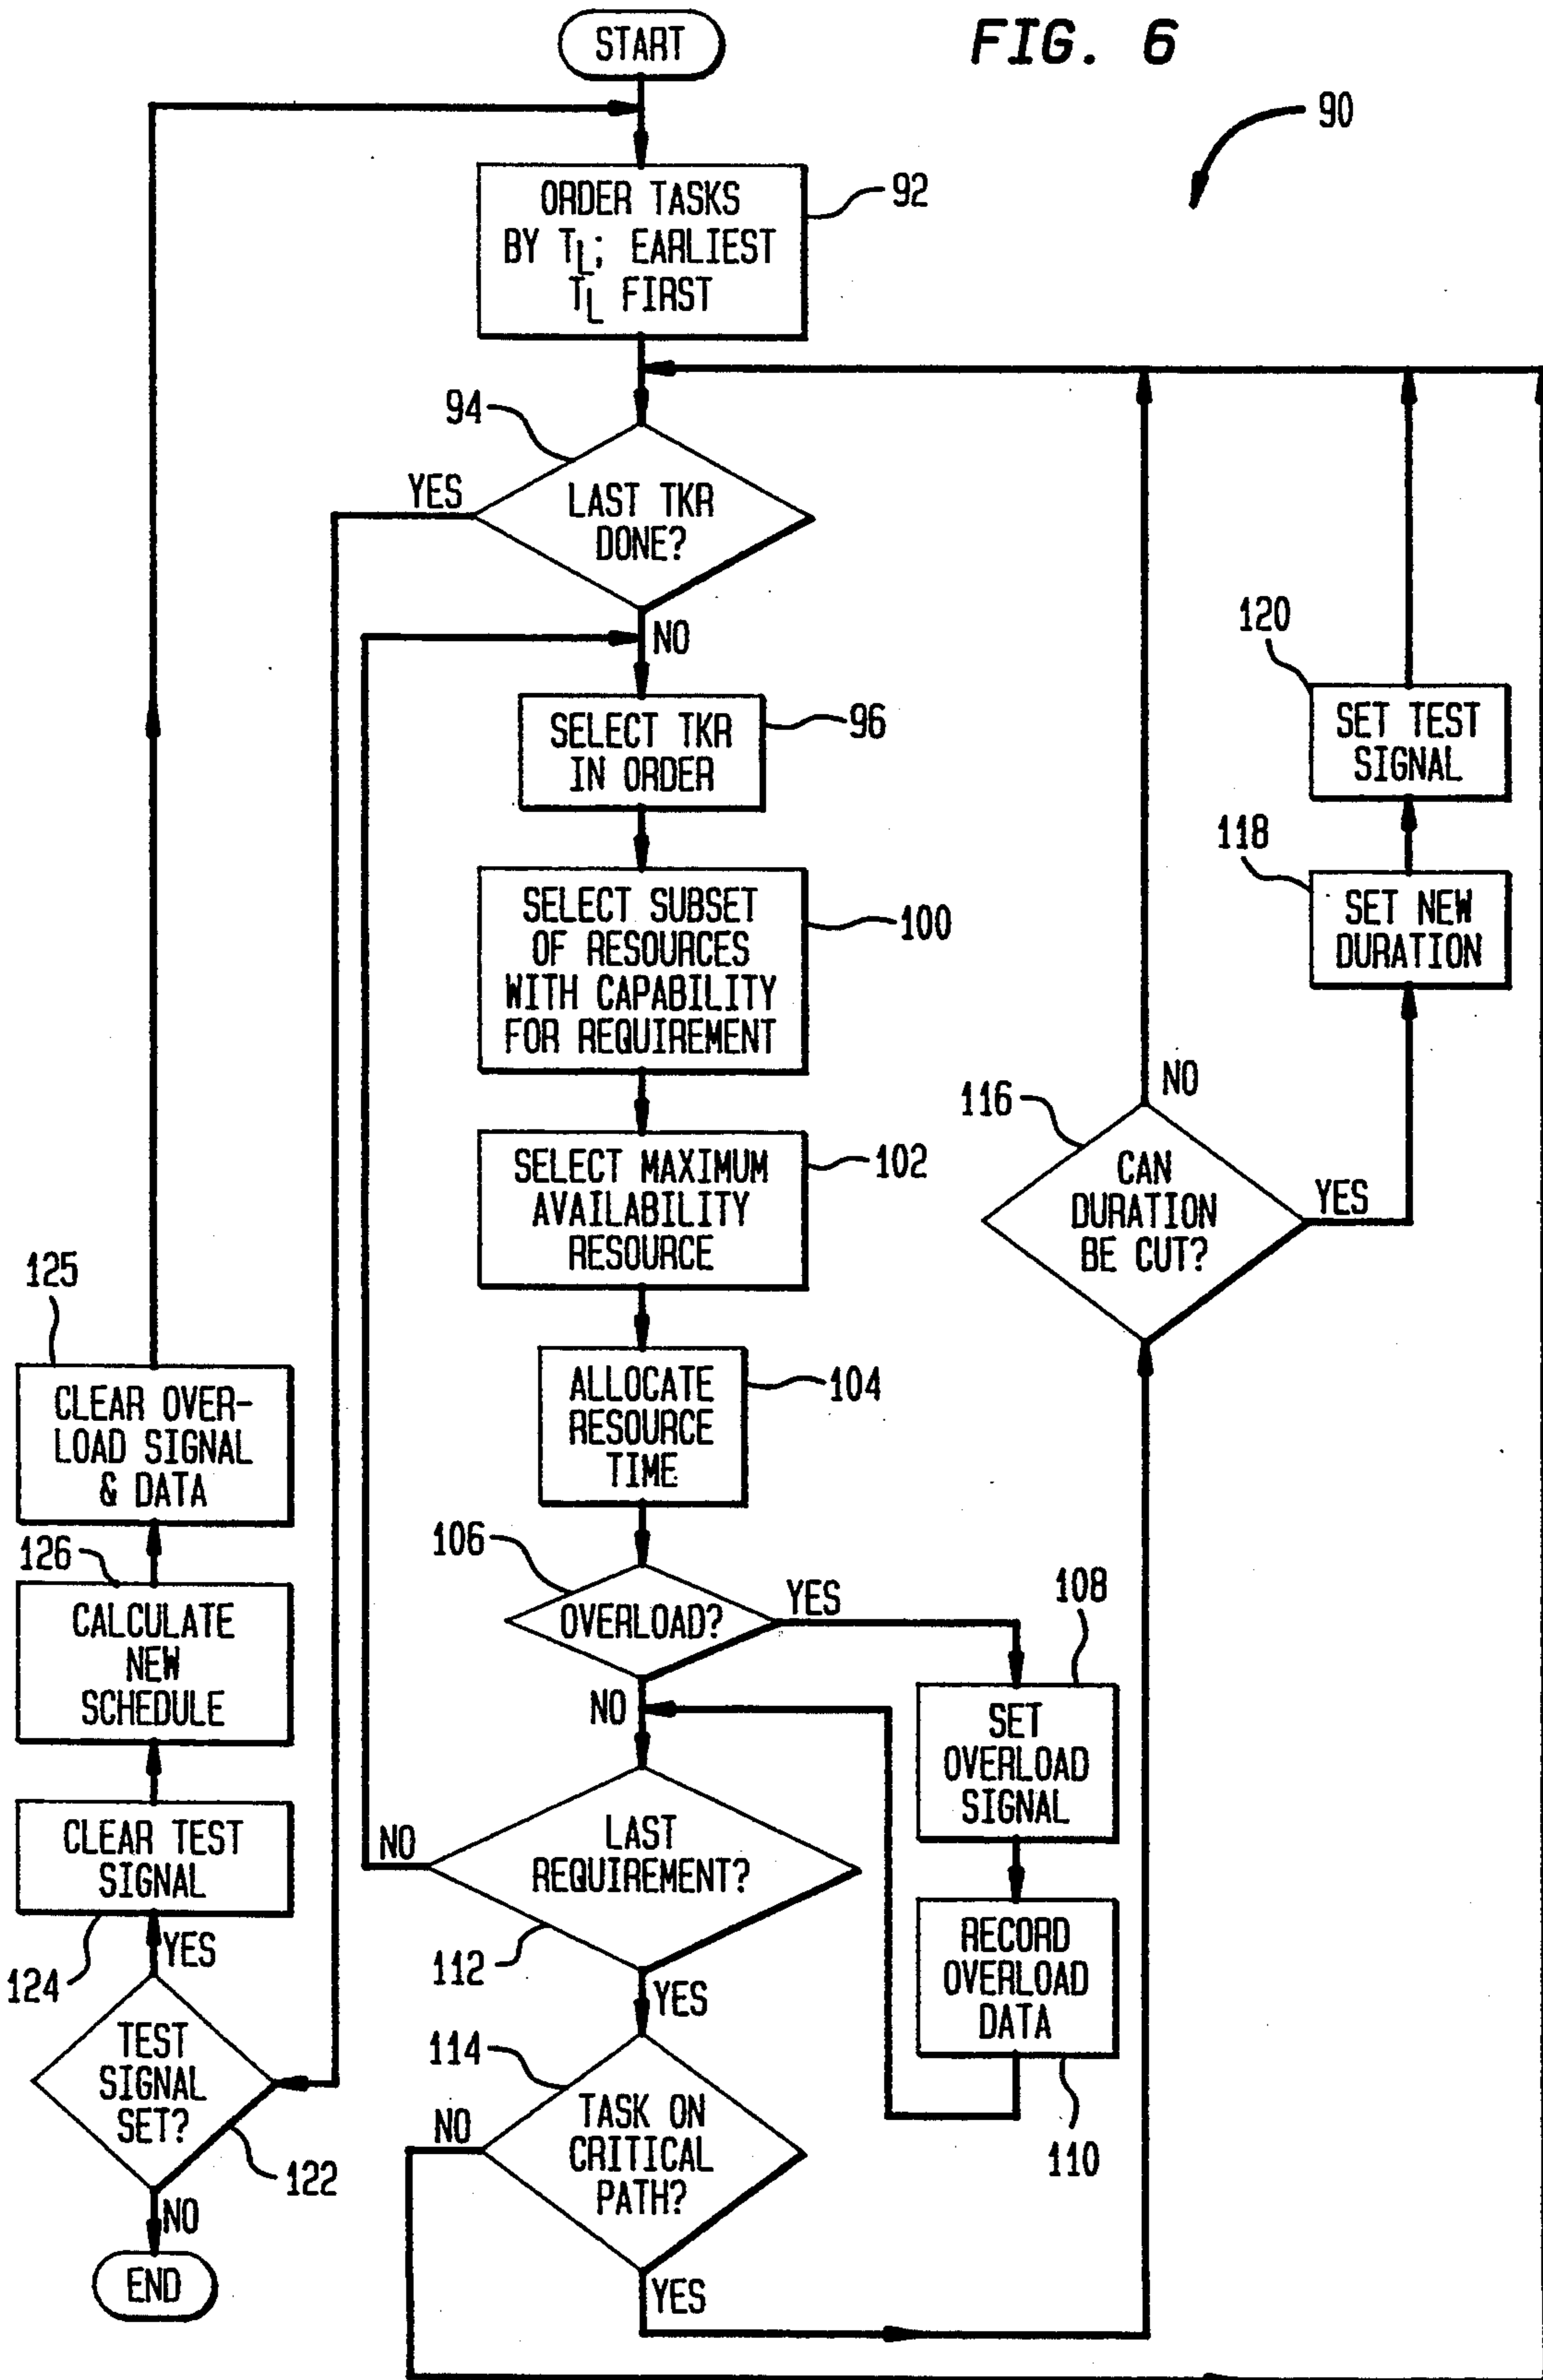 FIG. 6
START
90
ORDER TASKS
BY TL; EARLIEST
TL FIRST
92
94
YES
LAST TKR
DONE?
NO
SELECT TKR
IN ORDER
96
120
SET TEST
SIGNAL
118
SET NEW
DURATION
SELECT SUBSET
OF RESOURCES
WITH CAPABILITY
FOR REQUIREMENT
100
NO
116
CAN
DURATION
BE CUT?
YES
SELECT MAXIMUM
AVAILABILITY
RESOURCE
102
125
CLEAR OVER-
LOAD SIGNAL
& DATA
ALLOCATE
RESOURCE
TIME
104
126
CALCULATE
NEW
SCHEDULE
106
OVERLOAD?
YES
NO
108
SET
OVERLOAD
SIGNAL
CLEAR TEST
SIGNAL
124
YES
NO
LAST
REQUIREMENT?
112
YES
RECORD
OVERLOAD
DATA
110
TEST
SIGNAL
SET?
122
NO
END
114
NO
TASK ON
CRITICAL
PATH?
YES